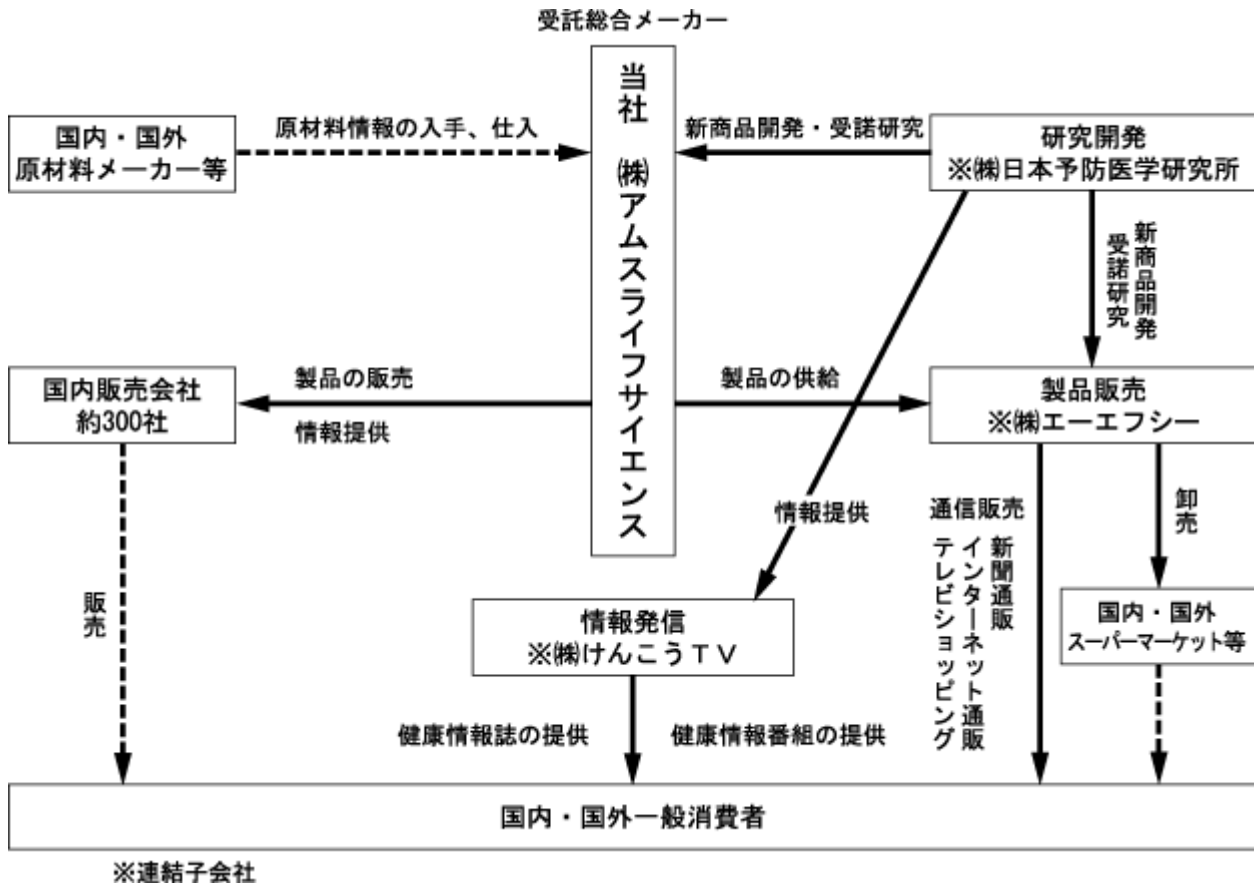 受託総合メーカー
当社 ㈱アムスライフサイエンス
国内・国外
原材料メーカー等
原材料情報の入手、仕入
新商品開発・受諾研究
研究開発
※㈱日本予防医学研究所
新商品開発
受諾研究
国内販売会社
約300社
製品の販売
情報提供
製品の供給
製品販売
※㈱エーエフシー
情報提供
通信販売
新聞通販
インターネット通販
テレビショッピング
卸売
販売
情報発信
※㈱けんこうTV
国内・国外
スーパーマーケット等
健康情報誌の提供
健康情報番組の提供
国内・国外一般消費者
※連結子会社